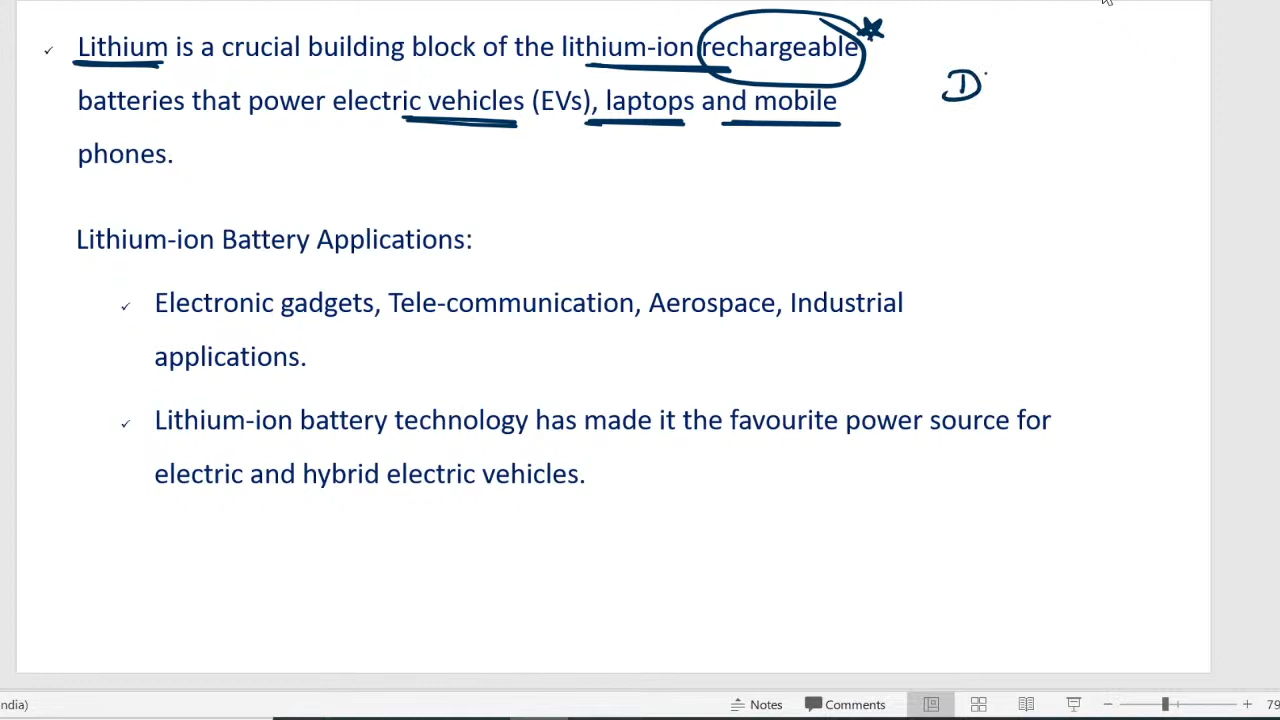 Lithium is a crucial building block of the lithium-ion rechargeable
batteries that power electric vehicles (EVs), laptops and mobile
phones.
D
Lithium-ion Battery Applications:
Electronic gadgets, Tele-communication, Aerospace, Industrial
applications.
Lithium-ion battery technology has made it the favourite power source for
electric and hybrid electric vehicles.
ndia) Notes Comments 79